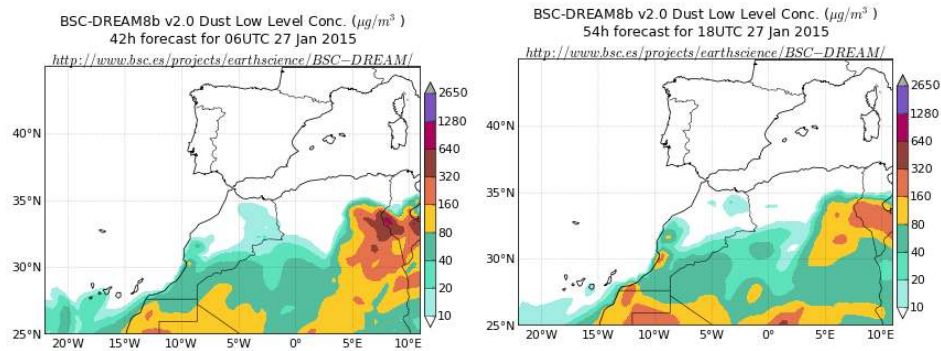 BSC-DREAM8b v2.0 Dust Low Level Conc. (μg/m³ )
42h forecast for 06UTC 27 Jan 2015
http://www.bsc.es/projects/earthscience/BSC−DREAM/
40°N
35°N
30°N
25°N
20°W
15°W
10°W
5°W
0°
5°E
10°E
2650
1280
640
320
160
80
40
20
10
BSC-DREAM8b v2.0 Dust Low Level Conc. (μg/m³ )
54h forecast for 18UTC 27 Jan 2015
http://www.bsc.es/projects/earthscience/BSC−DREAM/
40°N
35°N
30°N
25°N
20°W
15°W
10°W
5°W
0°
5°E
10°E
2650
1280
640
320
160
80
40
20
10